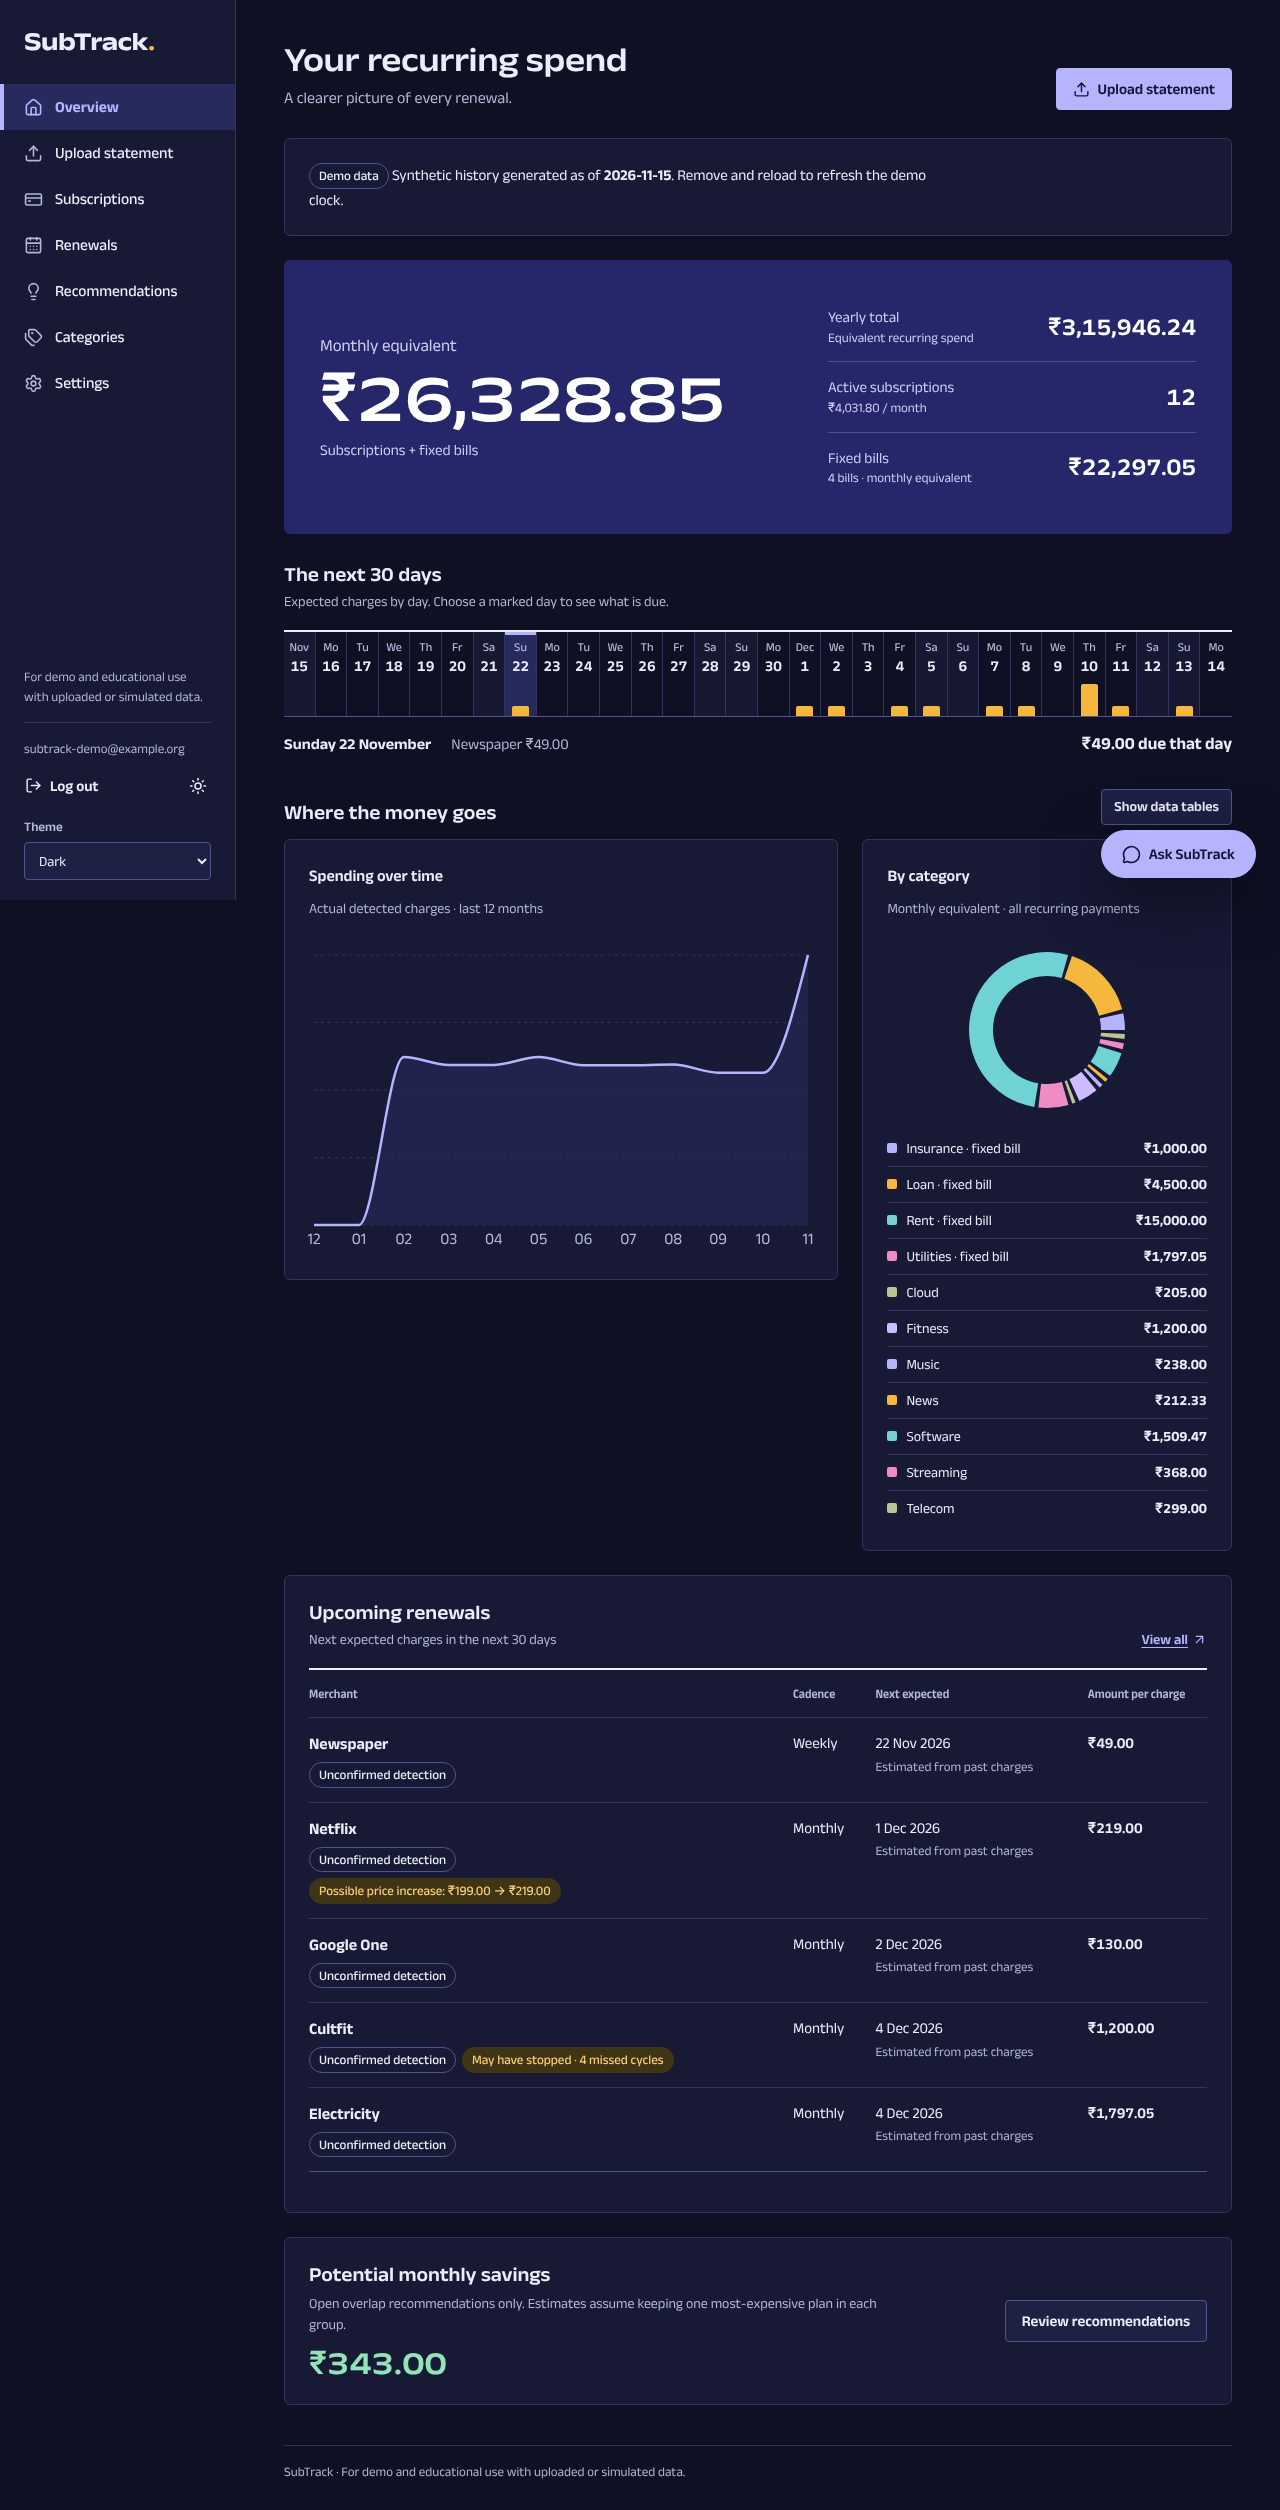 SubTrack.
Overview
Upload statement
Subscriptions
Renewals
Recommendations
Categories
Settings
For demo and educational use
with uploaded or simulated data.
subtrack-demo@example.org
Log out
Theme
Dark
Your recurring spend
A clearer picture of every renewal.
Upload statement
Demo data Synthetic history generated as of 2026-11-15. Remove and reload to refresh the demo
clock.
Monthly equivalent
₹26,328.85
Subscriptions + fixed bills
Yearly total
Equivalent recurring spend
₹3,15,946.24
Active subscriptions
₹4,031.80 / month
12
Fixed bills
4 bills · monthly equivalent
₹22,297.05
The next 30 days
Expected charges by day. Choose a marked day to see what is due.
Nov Mo Tu We Th Fr Sa Su Mo Tu We Th Fr Sa Su Mo Dec We Th Fr Sa Su Mo Tu We Th Fr Sa Su Mo
15 16 17 18 19 20 21 22 23 24 25 26 27 28 29 30 1 2 3 4 5 6 7 8 9 10 11 12 13 14
Sunday 22 November Newspaper ₹49.00 ₹49.00 due that day
Where the money goes
Show data tables
Ask SubTrack
Spending over time
Actual detected charges · last 12 months
12 01 02 03 04 05 06 07 08 09 10 11
By category
Monthly equivalent · all recurring payments
Insurance · fixed bill ₹1,000.00
Loan · fixed bill ₹4,500.00
Rent · fixed bill ₹15,000.00
Utilities · fixed bill ₹1,797.05
Cloud ₹205.00
Fitness ₹1,200.00
Music ₹238.00
News ₹212.33
Software ₹1,509.47
Streaming ₹368.00
Telecom ₹299.00
Upcoming renewals
Next expected charges in the next 30 days
View all
Merchant Cadence Next expected Amount per charge
Newspaper Weekly 22 Nov 2026 ₹49.00
Unconfirmed detection Estimated from past charges
Netflix Monthly 1 Dec 2026 ₹219.00
Unconfirmed detection Estimated from past charges
Possible price increase: ₹199.00 → ₹219.00
Google One Monthly 2 Dec 2026 ₹130.00
Unconfirmed detection Estimated from past charges
Cultfit Monthly 4 Dec 2026 ₹1,200.00
Unconfirmed detection May have stopped · 4 missed cycles Estimated from past charges
Electricity Monthly 4 Dec 2026 ₹1,797.05
Unconfirmed detection Estimated from past charges
Potential monthly savings
Open overlap recommendations only. Estimates assume keeping one most-expensive plan in each
group.
₹343.00
Review recommendations
SubTrack · For demo and educational use with uploaded or simulated data.